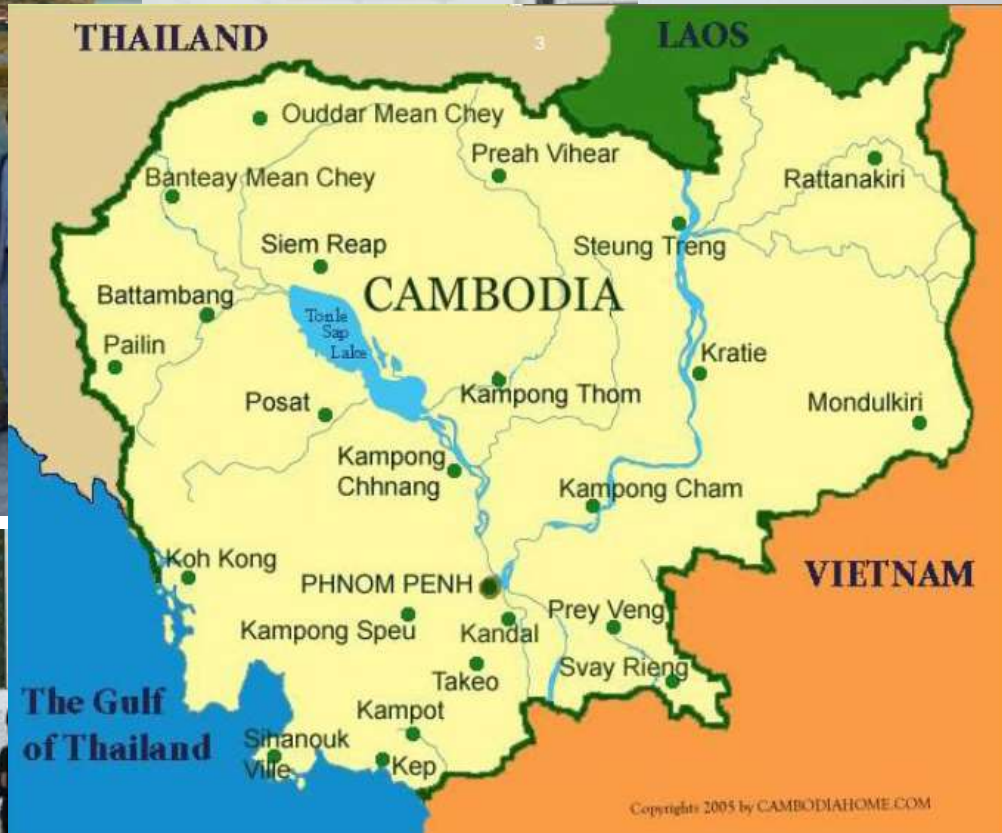 THAILAND
3
LAOS
Ouddar Mean Chey
Preah Vihear
Banteay Mean Chey
Rattanakiri
Siem Reap
Steung Treng
CAMBODIA
Battambang
Tonle
Sap
Lake
Pailin
Kratie
Posat
Kampong Thom
Mondulkiri
Kampong
Chhnang
Kampong Cham
Koh Kong
PHNOM PENH
VIETNAM
Prey Veng
Kampong Speu
Kandal
Svay Rieng
Takeo
The Gulf
of Thailand
Kampot
Sihanouk
Ville
Kep
Copyrights 2005 by CAMBODIAHOME.COM